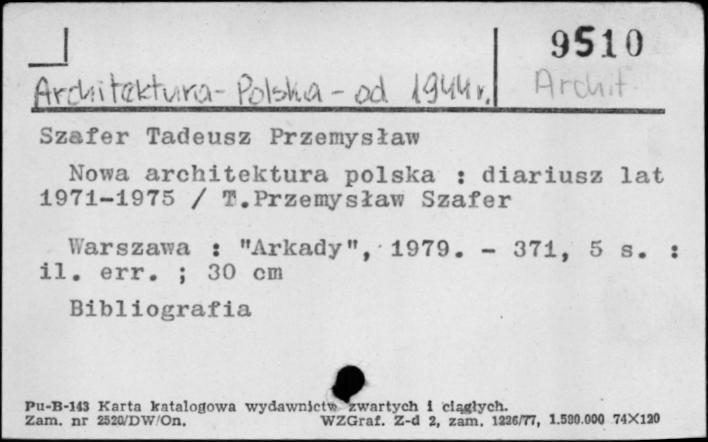 9510
Architektura - Polska - od 1944 r.
Archit
Szafer Tadeusz Przemysław
Nowa architektura polska : diariusz lat
1971-1975 / T.Przemysław Szafer
Warszawa : "Arkady", 1979. - 371, 5 s. :
il. err. ; 30 cm
Bibliografia
Pu-B-143 Karta katalogowa wydawnictw zwartych i ciągłych.
Zam. nr 2520/DW/On. WZGraf. Z-d 2, zam. 1226/77, 1.500.000 74X120